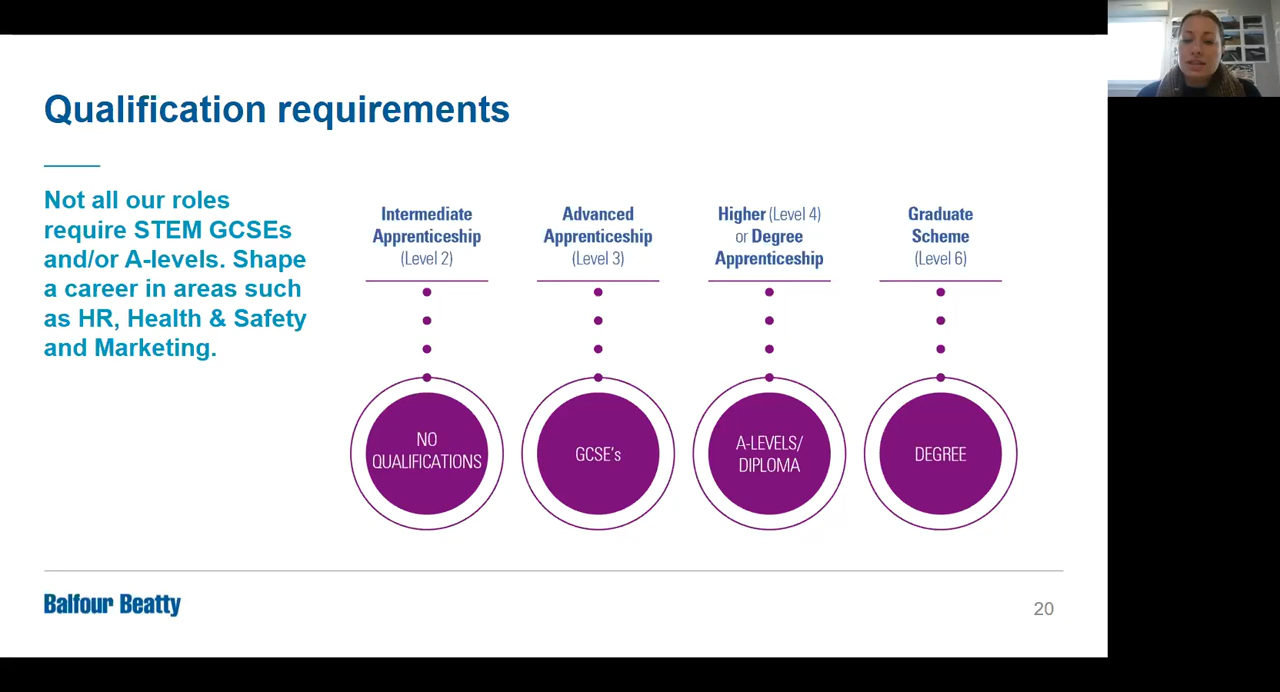 Qualification requirements
Not all our roles
require STEM GCSEs
and/or A-levels. Shape
a career in areas such
as HR, Health & Safety
and Marketing.
Intermediate
Apprenticeship
(Level 2)
NO
QUALIFICATIONS
Advanced
Apprenticeship
(Level 3)
GCSE's
Higher (Level 4)
or Degree
Apprenticeship
A-LEVELS/
DIPLOMA
Graduate
Scheme
(Level 6)
DEGREE
Balfour Beatty
20